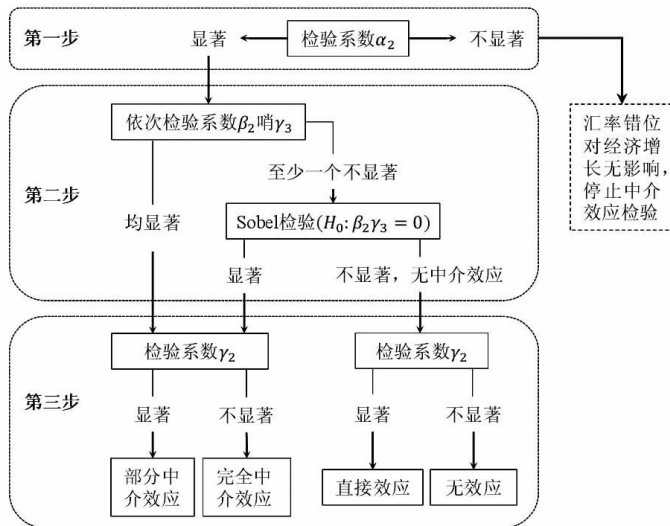 第一步
显著
检验系数α₂
不显著
汇率错位
对经济增
长无影响，
停止中介
效应检验
第二步
依次检验系数β₂哨γ₃
至少一个不显著
均显著
Sobel检验(H₀: β₂γ₃ = 0)
显著
不显著，无中介效应
第三步
检验系数γ₂
检验系数γ₂
显著
不显著
显著
不显著
部分中
介效应
完全中
介效应
直接效应
无效应